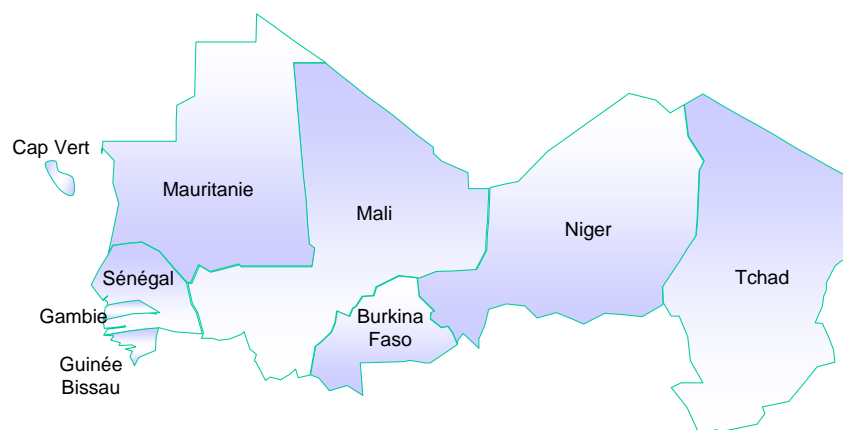 Cap Vert
Mauritanie
Mali
Niger
Tchad
Sénégal
Gambie
Burkina
Faso
Guinée
Bissau